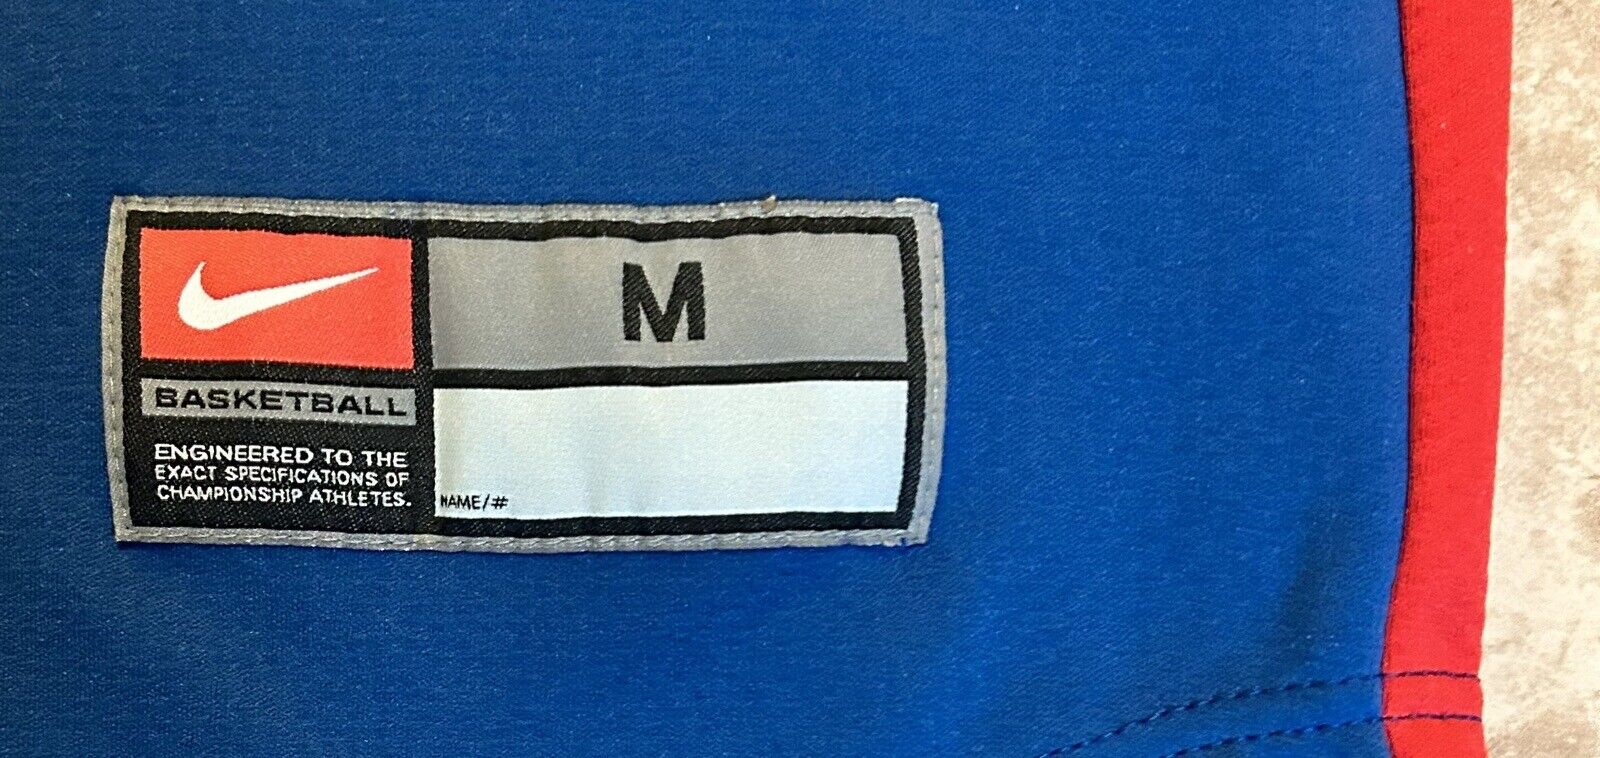 M
BASKETBALL
ENGINEERED TO THE
EXACT SPECIFICATIONS OF
CHAMPIONSHIP ATHLETES.
NAME/#